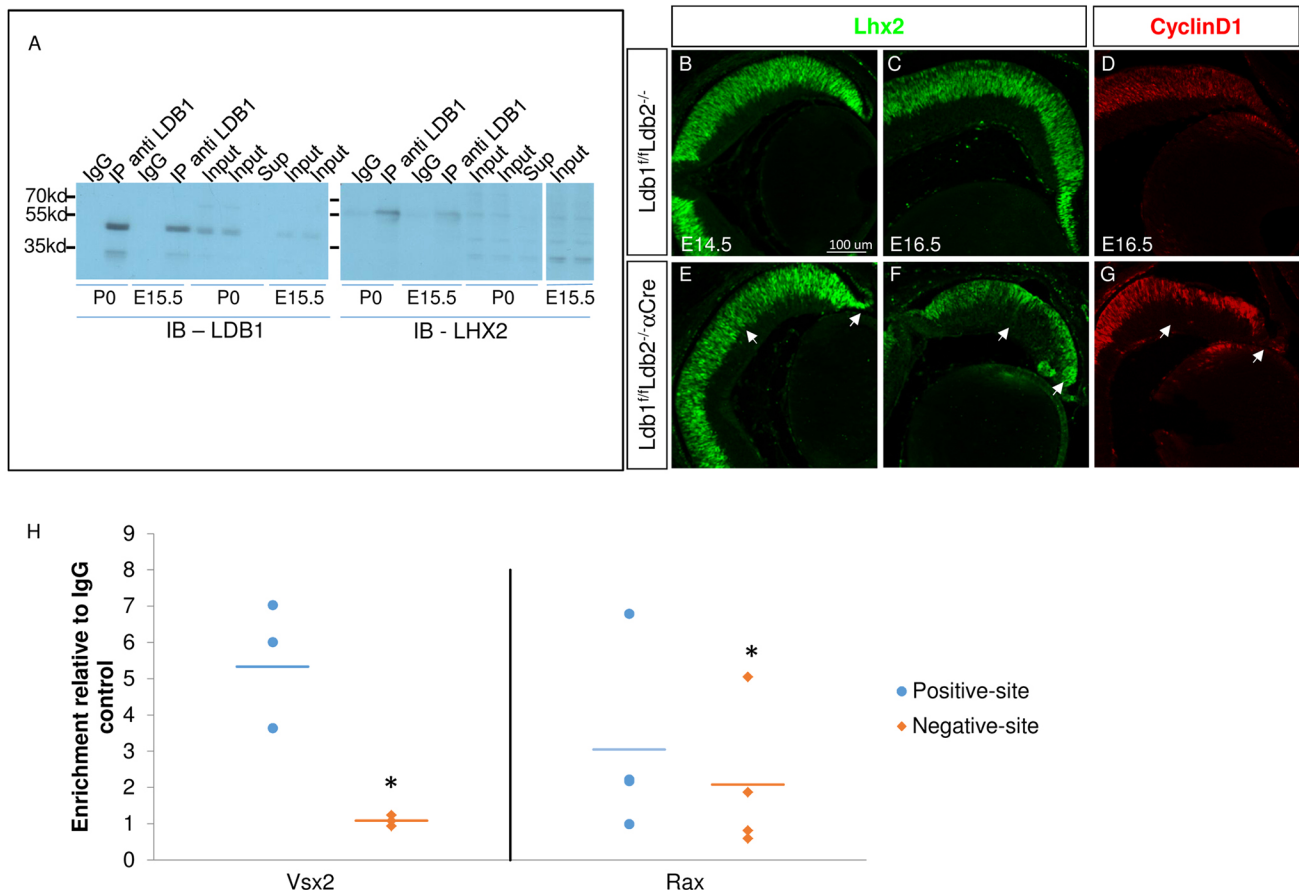 A
IgG
IP anti LDB1
IgG
IP anti LDB1
Input
Input
Sup
Input
Input
IgG
IP anti LDB1
IgG
IP anti LDB1
Input
Input
Sup
Input
Input
70kd
55kd
35kd
P0 E15.5 P0 E15.5 P0 E15.5 P0 E15.5
IB – LDB1 IB - LHX2
Lhx2 CyclinD1
Ldb1f/fLdb2-/-
B C D
E14.5 100 um E16.5 E16.5
Ldb1f/fLdb2-/-αCre
E F G
H
Enrichment relative to IgG
control
9
8
7
6
5
4
3
2
1
0
*
*
Positive-site
Negative-site
Vsx2 Rax